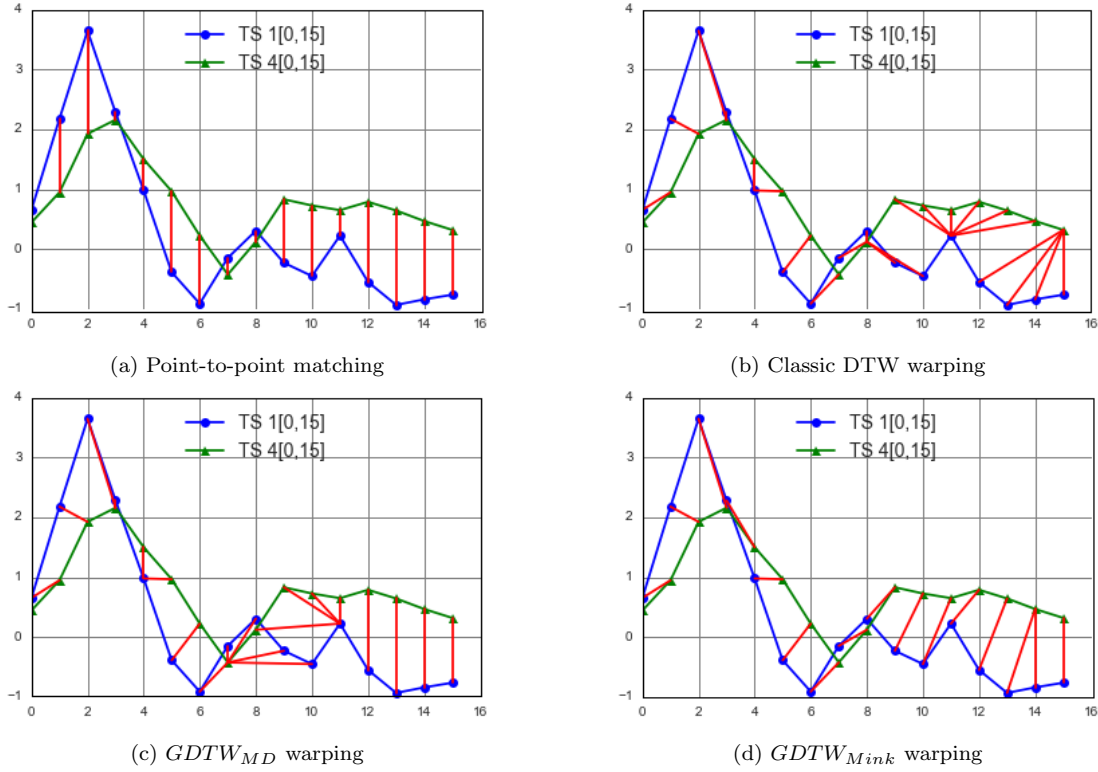 4
TS 1[0,15]
TS 4[0,15]
3
2
1
0
−1
0 2 4 6 8 10 12 14 16
(a) Point-to-point matching
4
TS 1[0,15]
TS 4[0,15]
3
2
1
0
−1
0 2 4 6 8 10 12 14 16
(b) Classic DTW warping
4
TS 1[0,15]
TS 4[0,15]
3
2
1
0
−1
0 2 4 6 8 10 12 14 16
(c) GDTW_MD warping
4
TS 1[0,15]
TS 4[0,15]
3
2
1
0
−1
0 2 4 6 8 10 12 14 16
(d) GDTW_Mink warping